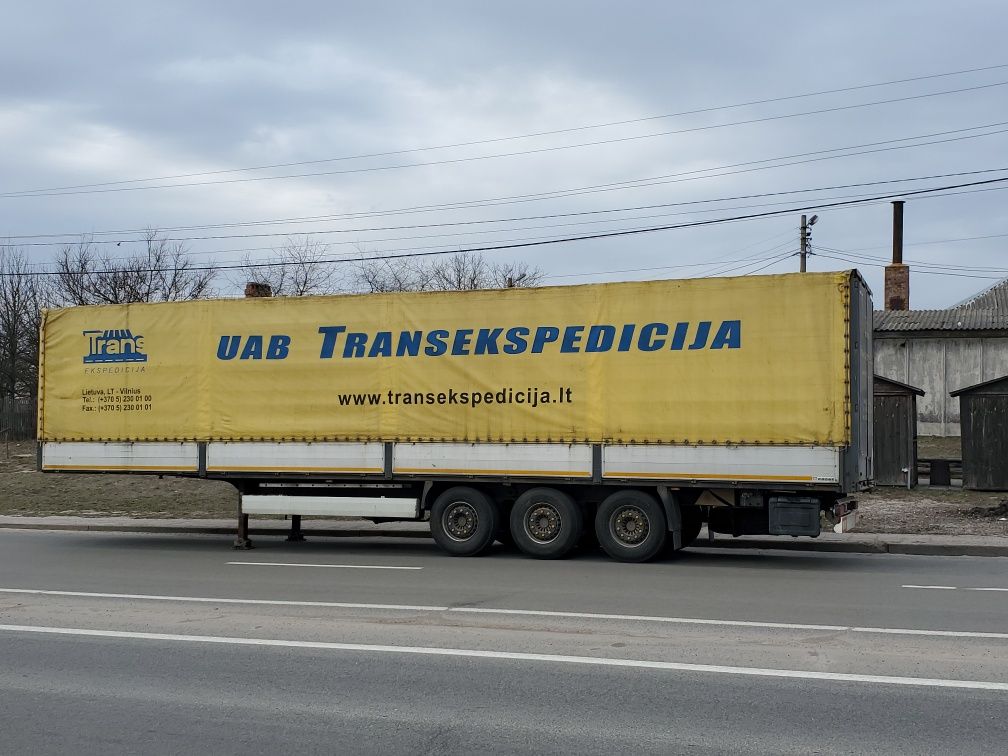 Trans
EKSPEDICIJA
UAB TRANSEKSPEDICIJA
www.transekspedicija.lt
Lietuva, LT - Vilnius
Tel.: (+370 5) 230 01 00
Fax.: (+370 5) 230 01 01